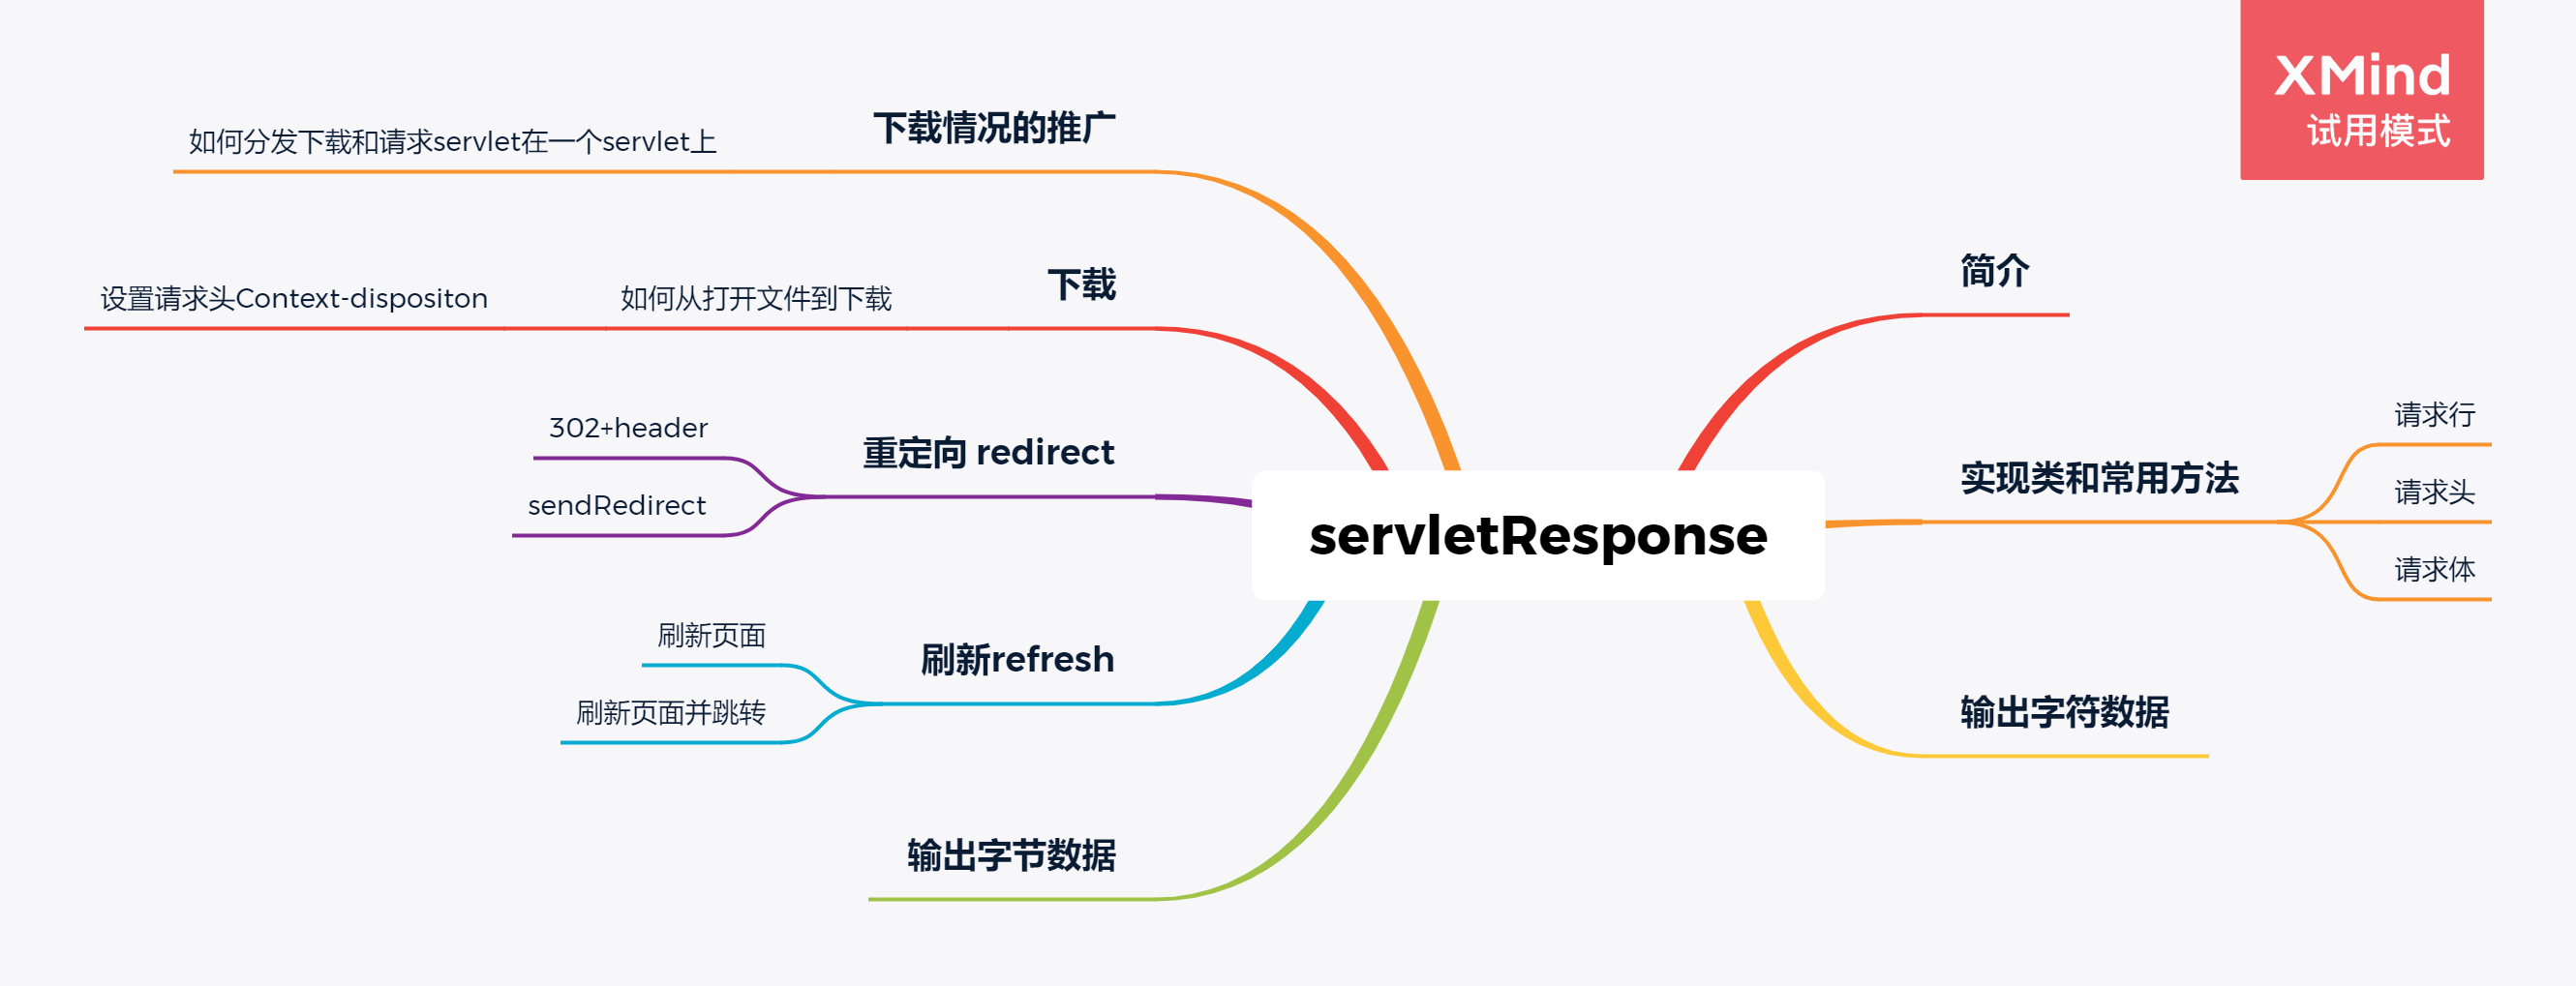 XMind
试用模式
servletResponse
简介
实现类和常用方法
请求行
请求头
请求体
输出字符数据
输出字节数据
刷新refresh
刷新页面
刷新页面并跳转
重定向 redirect
302+header
sendRedirect
下载
如何从打开文件到下载
设置请求头Context-dispositon
下载情况的推广
如何分发下载和请求servlet在一个servlet上